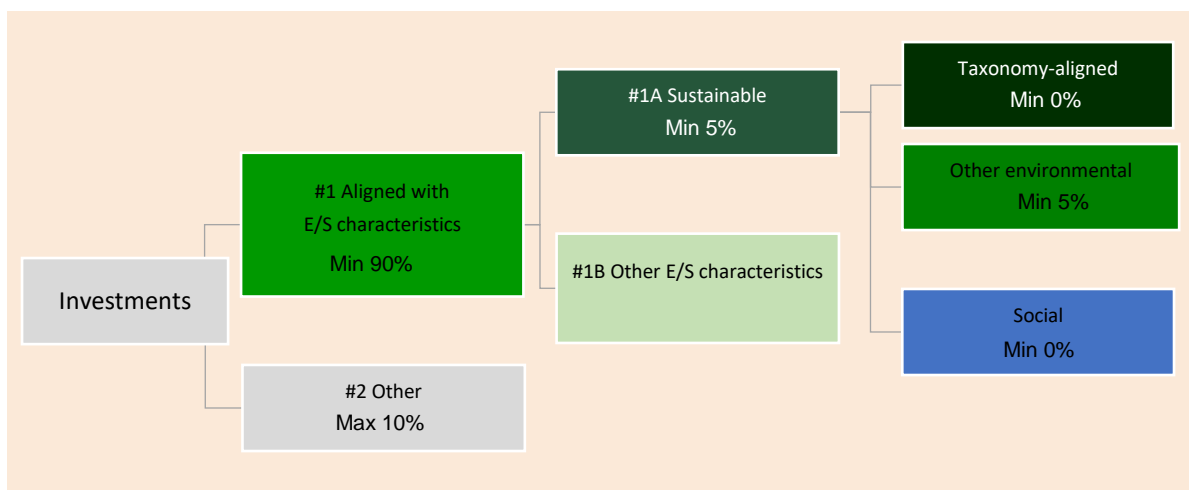 Investments
#1 Aligned with
E/S characteristics
Min 90%
#2 Other
Max 10%
#1A Sustainable
Min 5%
#1B Other E/S characteristics
Taxonomy-aligned
Min 0%
Other environmental
Min 5%
Social
Min 0%